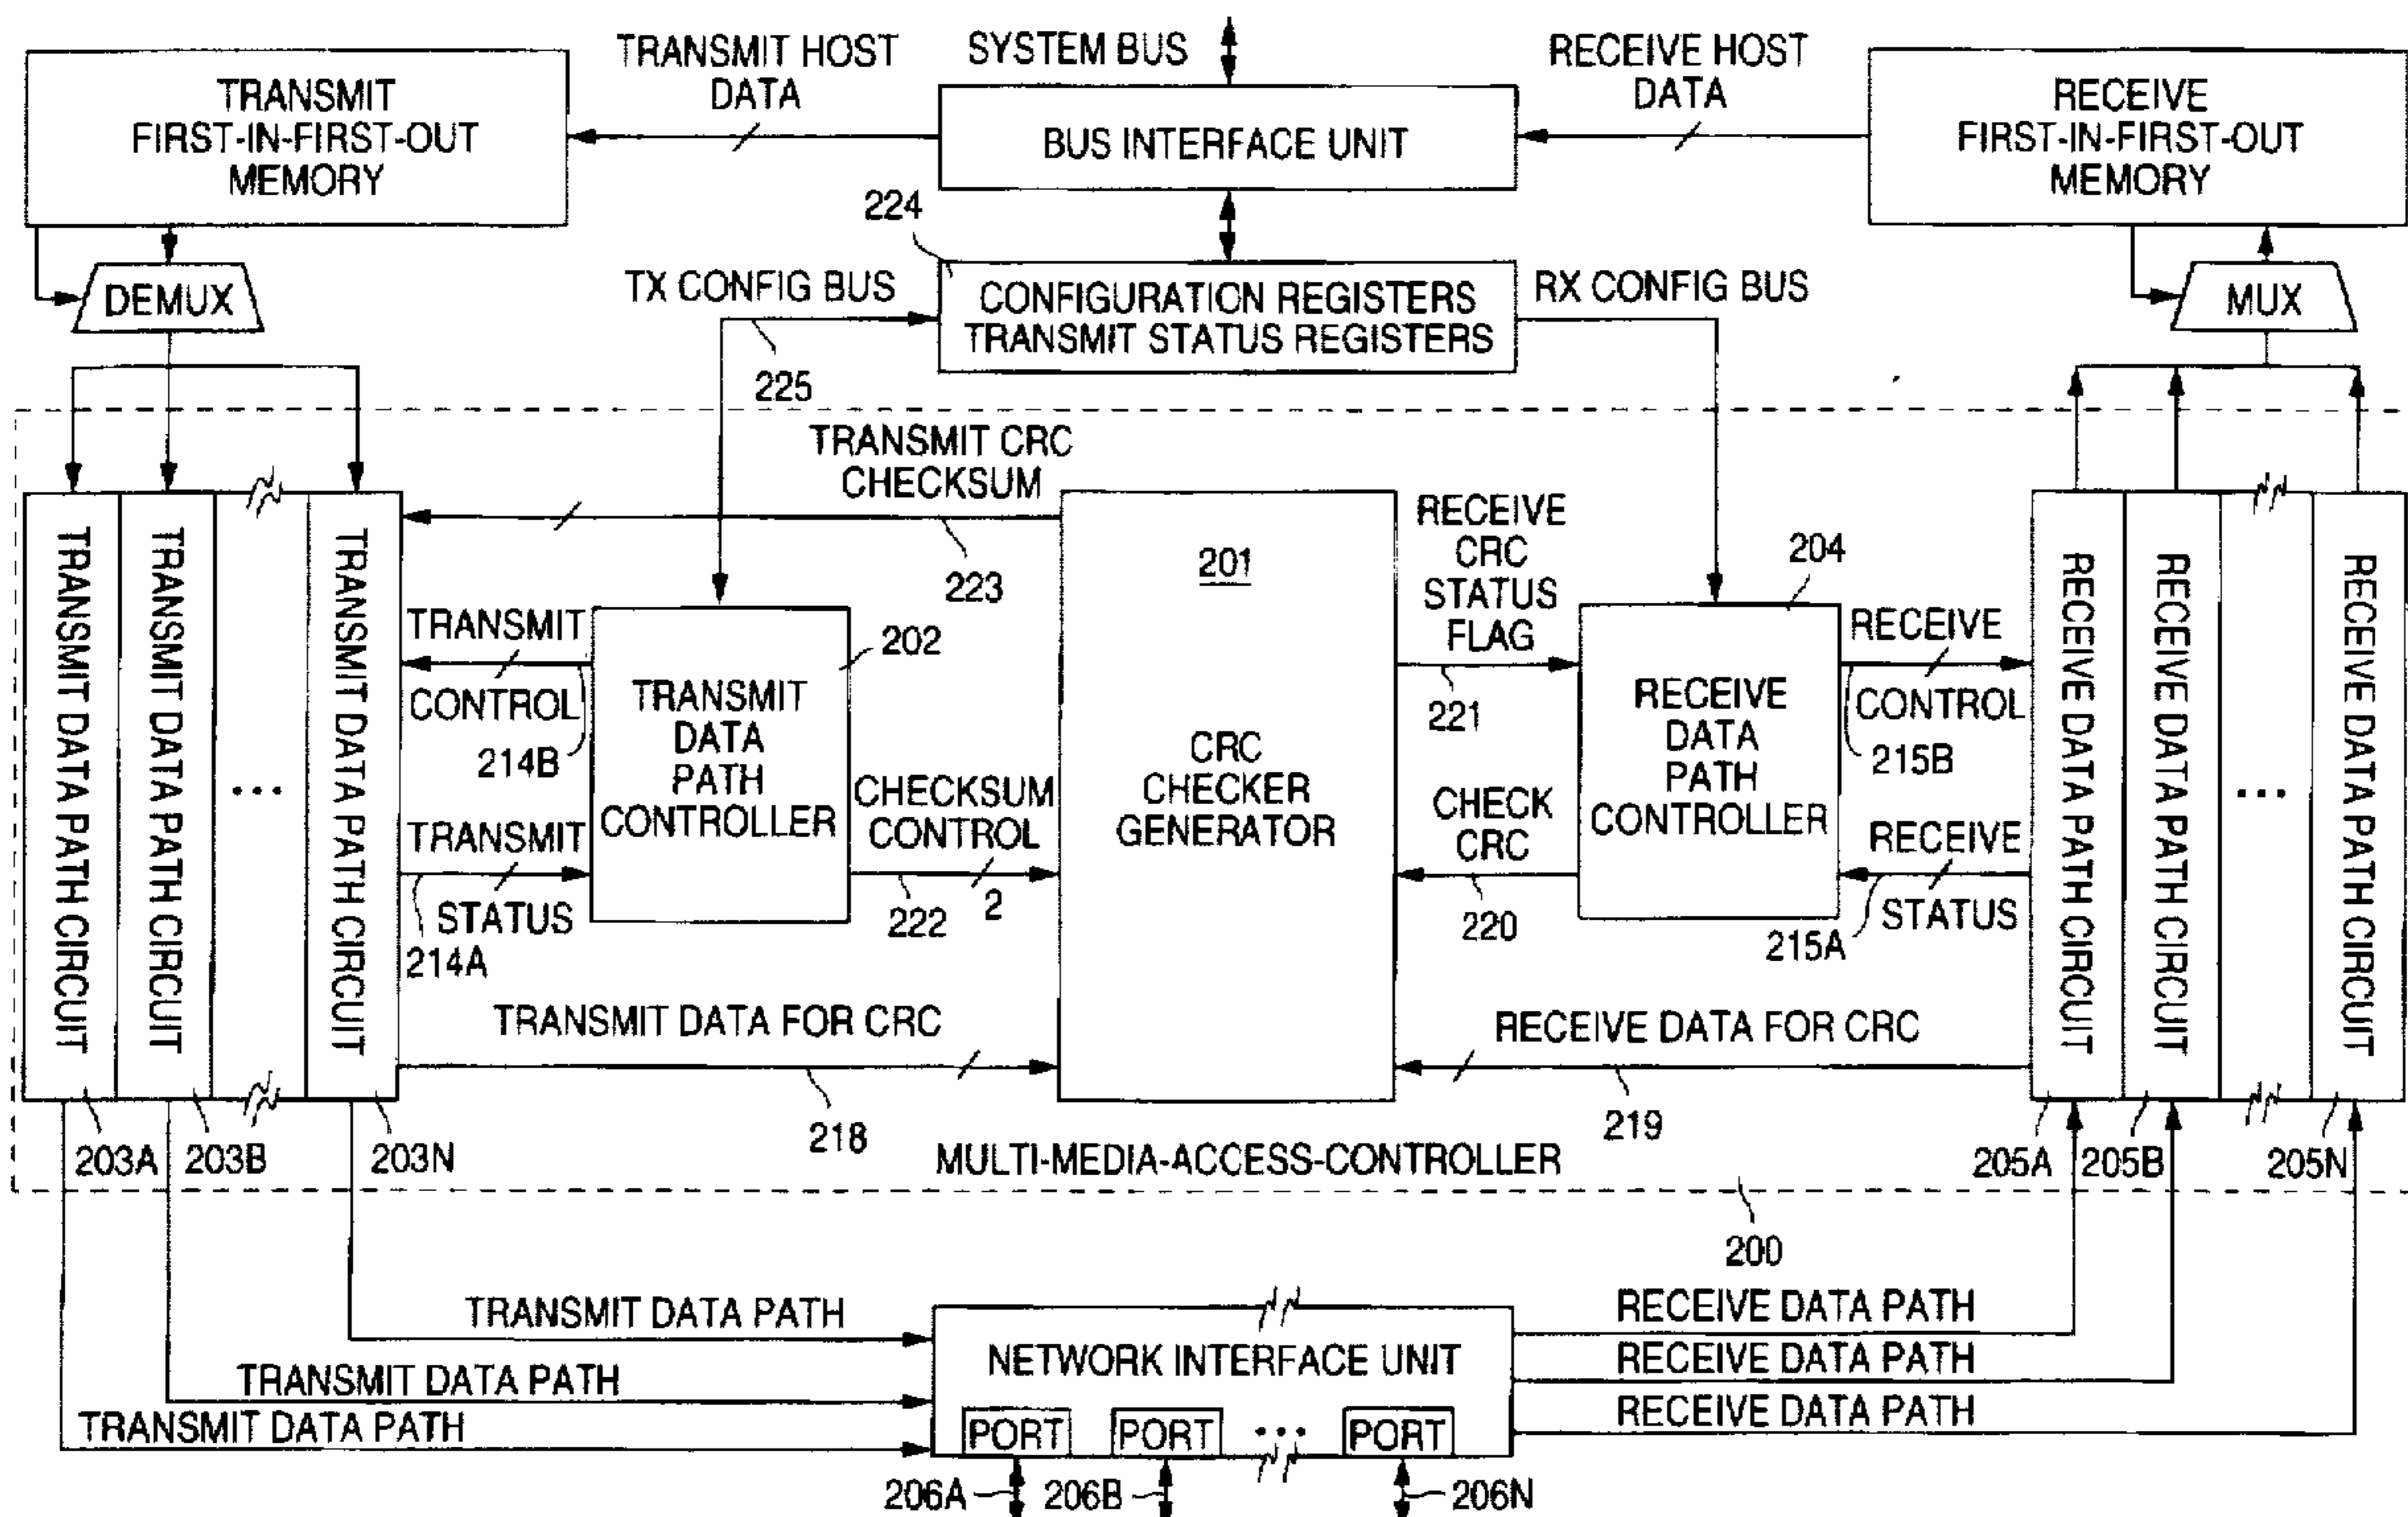 TRANSMIT
FIRST-IN-FIRST-OUT
MEMORY
TRANSMIT HOST
DATA
SYSTEM BUS
BUS INTERFACE UNIT
RECEIVE HOST
DATA
RECEIVE
FIRST-IN-FIRST-OUT
MEMORY
DEMUX
TX CONFIG BUS
225
224
CONFIGURATION REGISTERS
TRANSMIT STATUS REGISTERS
RX CONFIG BUS
MUX
TRANSMIT DATA PATH CIRCUIT
TRANSMIT DATA PATH CIRCUIT
...
TRANSMIT DATA PATH CIRCUIT
203A
203B
203N
TRANSMIT CRC
CHECKSUM
223
TRANSMIT
CONTROL
214B
TRANSMIT
STATUS
214A
202
TRANSMIT
DATA
PATH
CONTROLLER
CHECKSUM
CONTROL
222
2
TRANSMIT DATA FOR CRC
218
201
CRC
CHECKER
GENERATOR
RECEIVE
CRC
STATUS
FLAG
221
CHECK
CRC
220
204
RECEIVE
DATA
PATH
CONTROLLER
RECEIVE
CONTROL
215B
RECEIVE
STATUS
215A
RECEIVE DATA FOR CRC
219
RECEIVE DATA PATH CIRCUIT
RECEIVE DATA PATH CIRCUIT
...
RECEIVE DATA PATH CIRCUIT
205A
205B
205N
MULTI-MEDIA-ACCESS-CONTROLLER
200
TRANSMIT DATA PATH
TRANSMIT DATA PATH
TRANSMIT DATA PATH
NETWORK INTERFACE UNIT
PORT
PORT
...
PORT
206A
206B
206N
RECEIVE DATA PATH
RECEIVE DATA PATH
RECEIVE DATA PATH